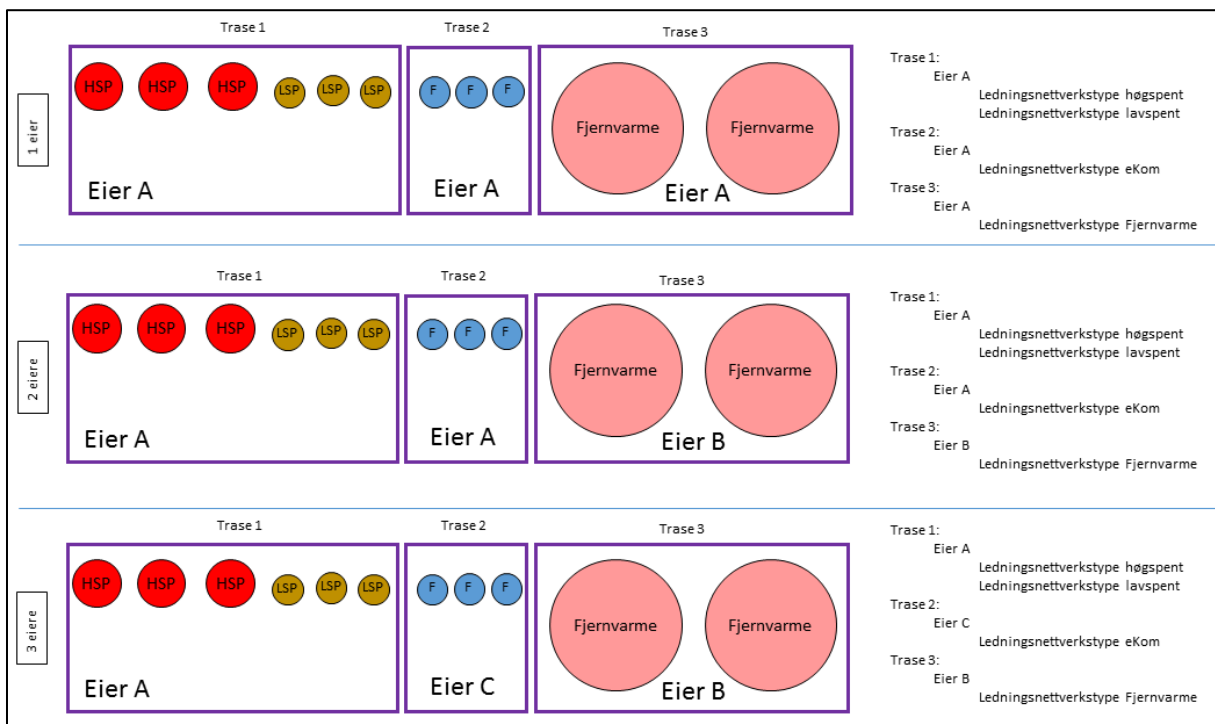 Trase 1
Trase 2
Trase 3
1 eier
HSP HSP HSP LSP LSP LSP
F F F
Fjernvarme Fjernvarme
Eier A
Eier A
Eier A
Trase 1:
Eier A
Ledningsnettverkstype høgspent
Ledningsnettverkstype lavspent
Trase 2:
Eier A
Ledningsnettverkstype eKom
Trase 3:
Eier A
Ledningsnettverkstype Fjernvarme
Trase 1
Trase 2
Trase 3
2 eiere
HSP HSP HSP LSP LSP LSP
F F F
Fjernvarme Fjernvarme
Eier A
Eier A
Eier B
Trase 1:
Eier A
Ledningsnettverkstype høgspent
Ledningsnettverkstype lavspent
Trase 2:
Eier A
Ledningsnettverkstype eKom
Trase 3:
Eier B
Ledningsnettverkstype Fjernvarme
Trase 1
Trase 2
Trase 3
3 eiere
HSP HSP HSP LSP LSP LSP
F F F
Fjernvarme Fjernvarme
Eier A
Eier C
Eier B
Trase 1:
Eier A
Ledningsnettverkstype høgspent
Ledningsnettverkstype lavspent
Trase 2:
Eier C
Ledningsnettverkstype eKom
Trase 3:
Eier B
Ledningsnettverkstype Fjernvarme